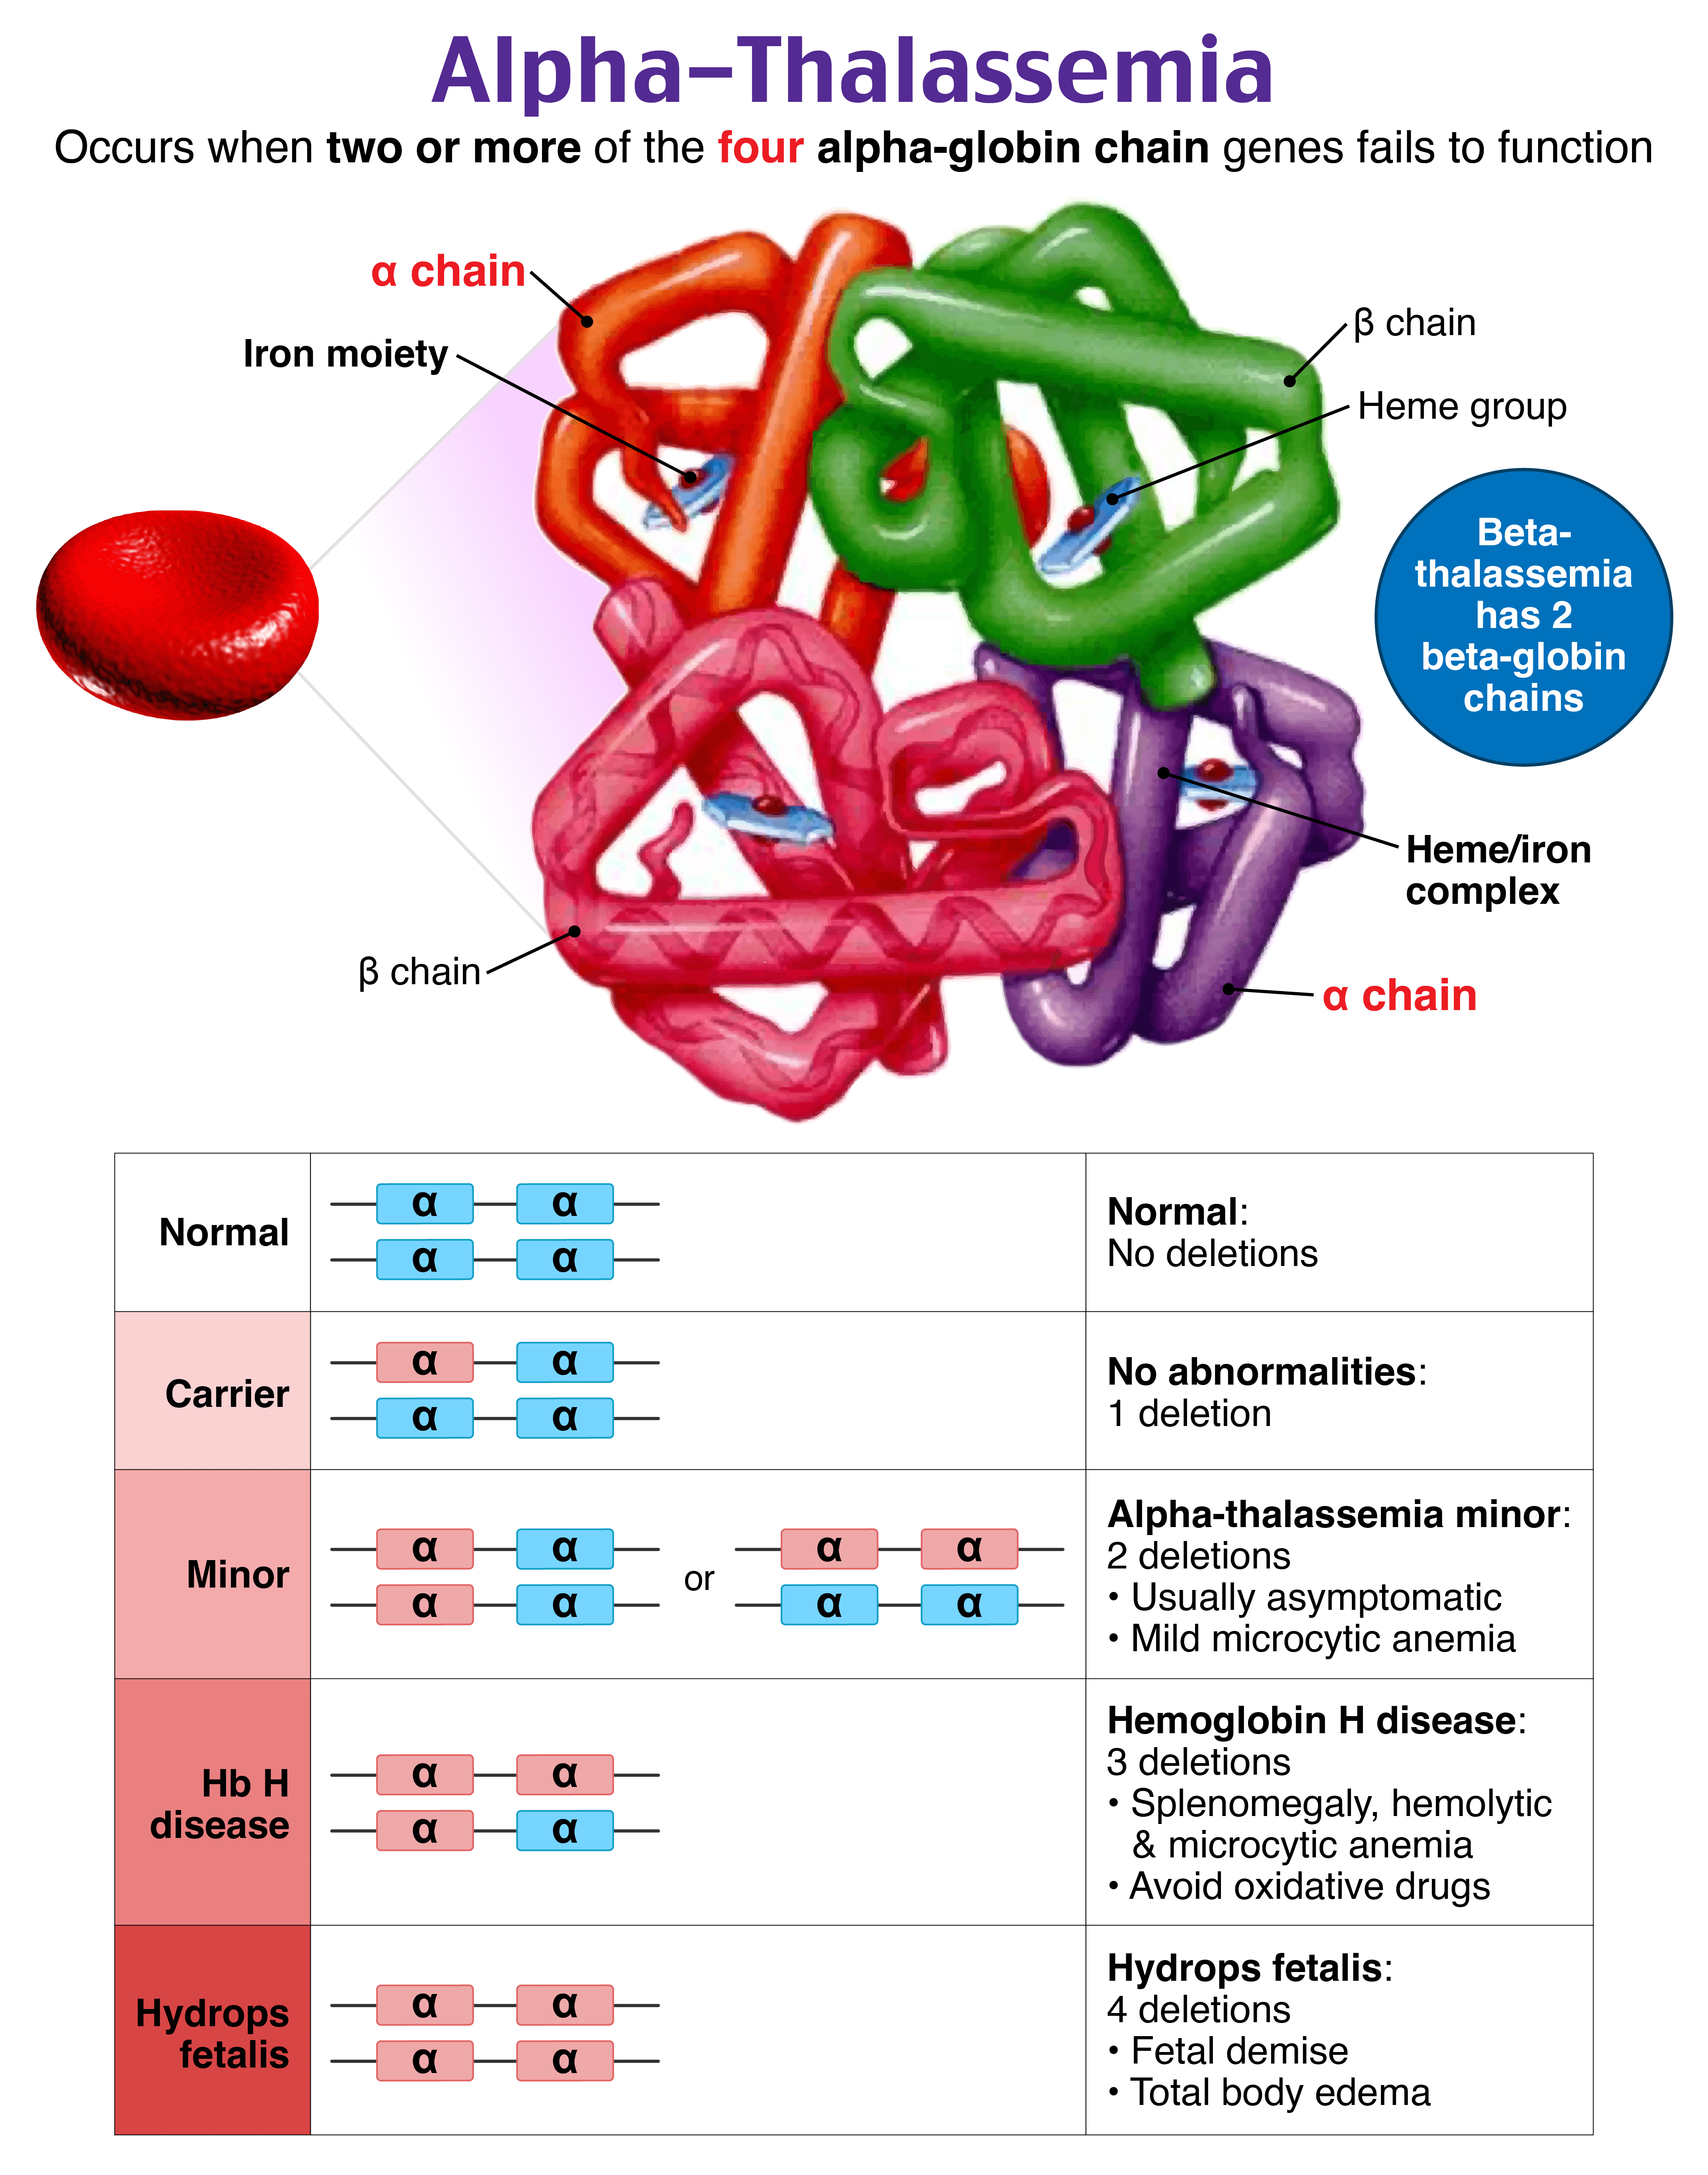 Alpha–Thalassemia
Occurs when two or more of the four alpha-globin chain genes fails to function
α chain
Iron moiety
β chain
Heme group
Beta-
thalassemia
has 2
beta-globin
chains
Heme/iron
complex
β chain
α chain
Normal
α α
α α
Normal:
No deletions
Carrier
α α
α α
No abnormalities:
1 deletion
Minor
α α
α α
or
α α
α α
Alpha-thalassemia minor:
2 deletions
• Usually asymptomatic
• Mild microcytic anemia
Hb H
disease
α α
α α
Hemoglobin H disease:
3 deletions
• Splenomegaly, hemolytic
& microcytic anemia
• Avoid oxidative drugs
Hydrops
fetalis
α α
α α
Hydrops fetalis:
4 deletions
• Fetal demise
• Total body edema